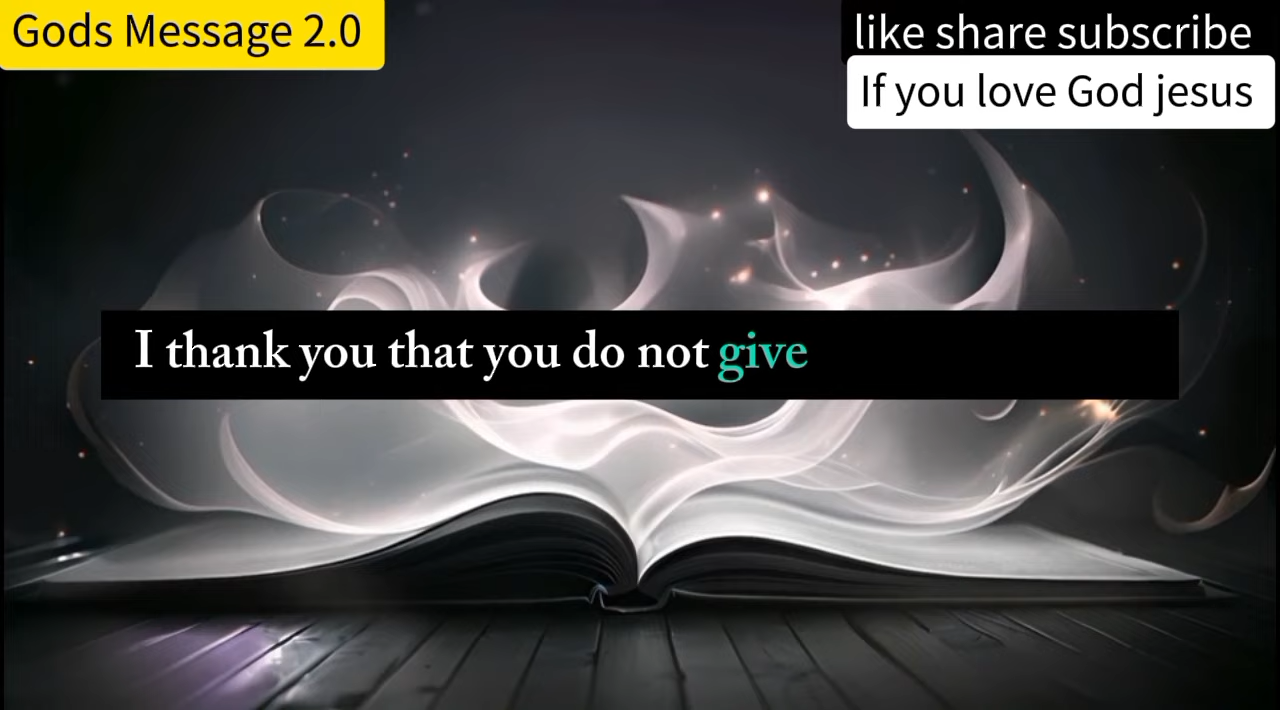 Gods Message 2.0
like share subscribe
If you love God jesus
I thank you that you do not give